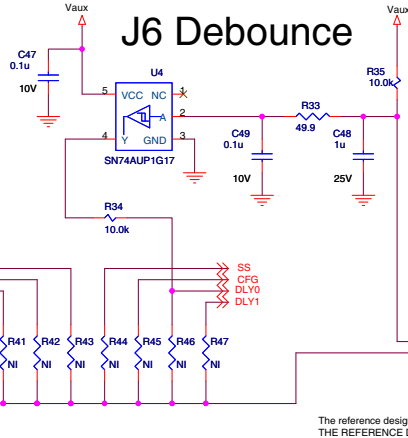 Vaux
Vaux
J6 Debounce
C47
0.1u
10V
U4
R35
10.0k
5
VCC
NC
1
R33
49.9
2
A
4
Y
GND
3
SN74AUP1G17
C49
0.1u
10V
C48
1u
25V
R34
10.0k
SS
CFG
DLY0
DLY1
R41
R42
R43
R44
R45
R46
R47
NI
NI
NI
NI
NI
NI
NI
The reference desig
THE REFERENCE D